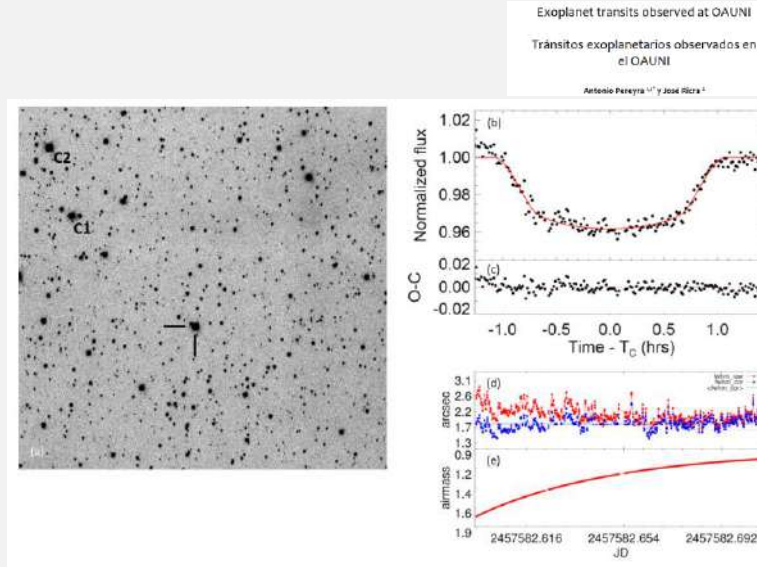 Exoplanet transits observed at OAUNI
Tránsitos exoplanetarios observados en
el OAUNI
Antonio Pereyra y José Ricra
C2
C1
(a)
(b)
Normalized flux
1.02
1.00
0.98
0.96
(c)
O-C
0.02
0.00
-0.02
-1.0 -0.5 0.0 0.5 1.0
Time - TC (hrs)
(d)
arcsec
3.1
2.6
2.2
1.7
1.3
(e)
airmass
0.9
1.2
1.4
1.6
1.9
2457582.616 2457582.654 2457582.692
JD